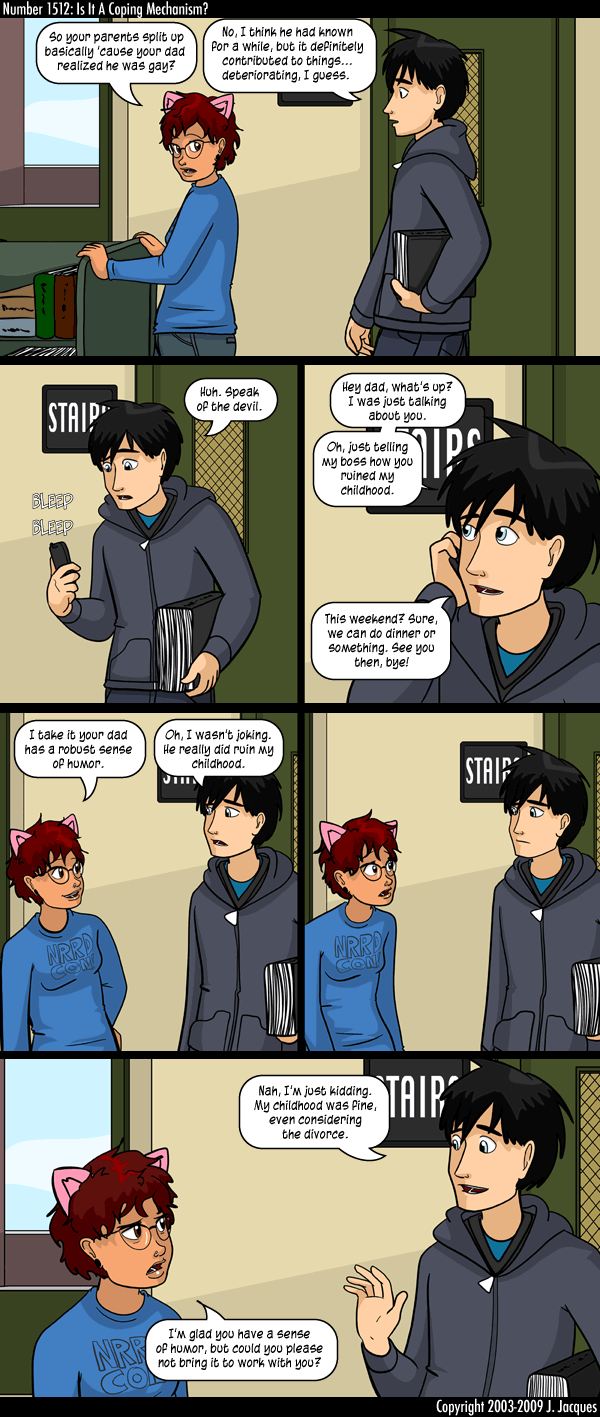 Number 1512: Is It A Coping Mechanism?
So your parents split up
basically 'cause your dad
realized he was gay?
No, I think he had known
for a while, but it definitely
contributed to things...
deteriorating, I guess.
Huh. Speak
of the devil.
STAIRS
BLEEP
BLEEP
Hey dad, what's up?
I was just talking
about you.
Oh, just telling
my boss how you
ruined my
childhood.
STAIRS
This weekend? Sure,
we can do dinner or
something. See you
then, bye!
I take it your dad
has a robust sense
of humor.
Oh, I wasn't joking.
He really did ruin my
childhood.
STAIRS
NRRD
CON!
STAIRS
NRRD
CON!
Nah, I'm just kidding.
My childhood was fine,
even considering
the divorce.
STAIRS
I'm glad you have a sense
of humor, but could you please
not bring it to work with you?
NRRD
CON!
Copyright 2003-2009 J. Jacques